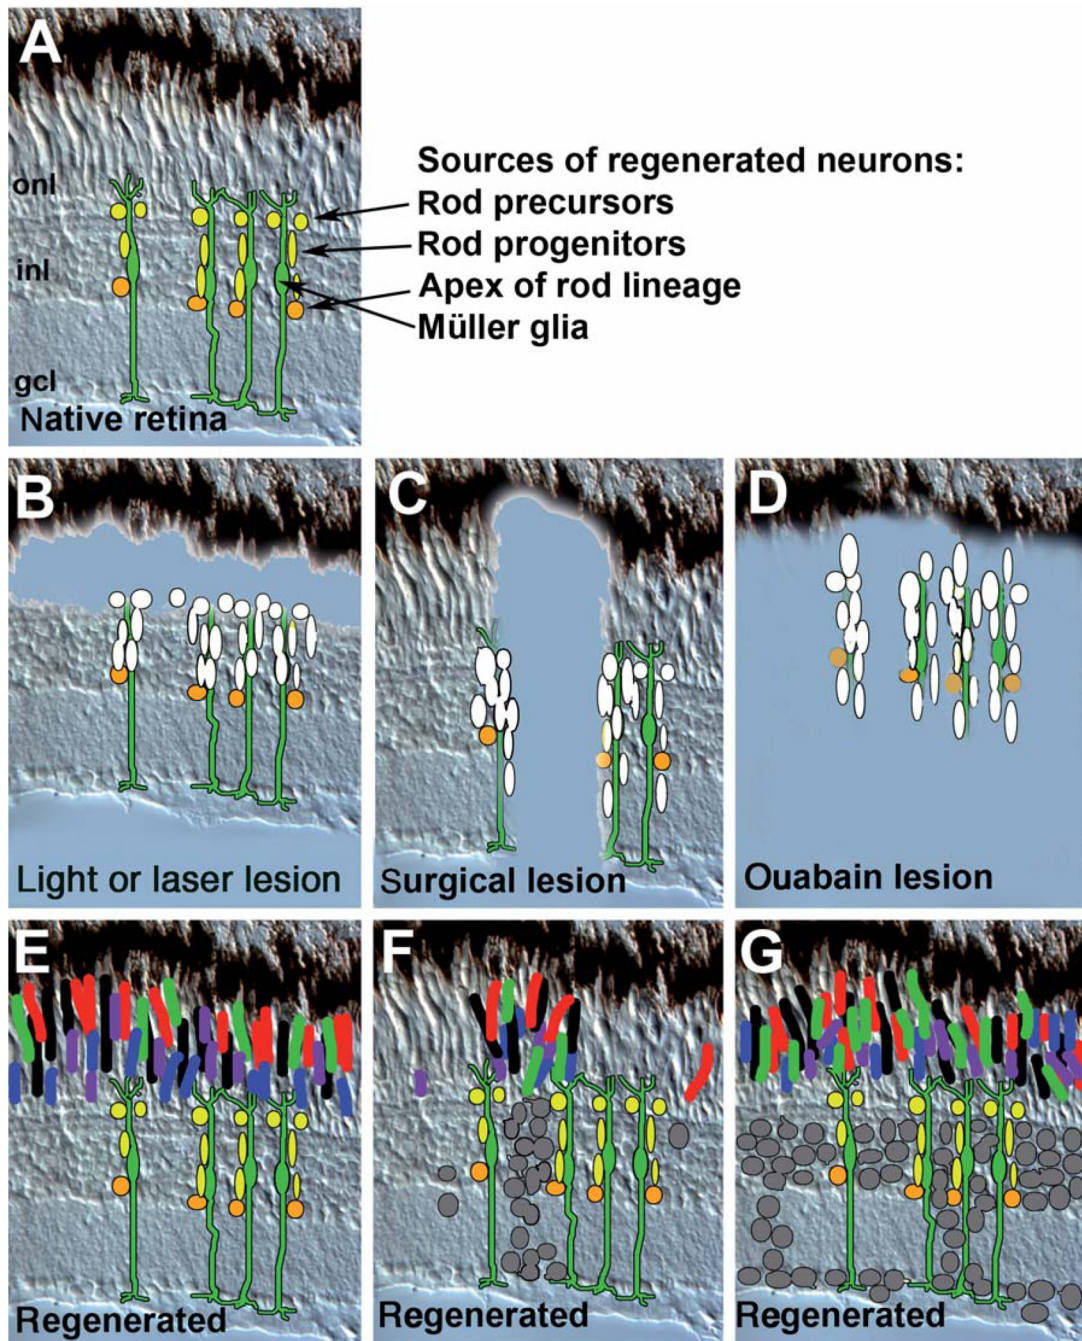 A
Sources of regenerated neurons:
onl
Rod precursors
Rod progenitors
inl
Apex of rod lineage
Müller glia
gcl
Native retina
B
C
D
Light or laser lesion
Surgical lesion
Ouabain lesion
E
F
G
Regenerated
Regenerated
Regenerated